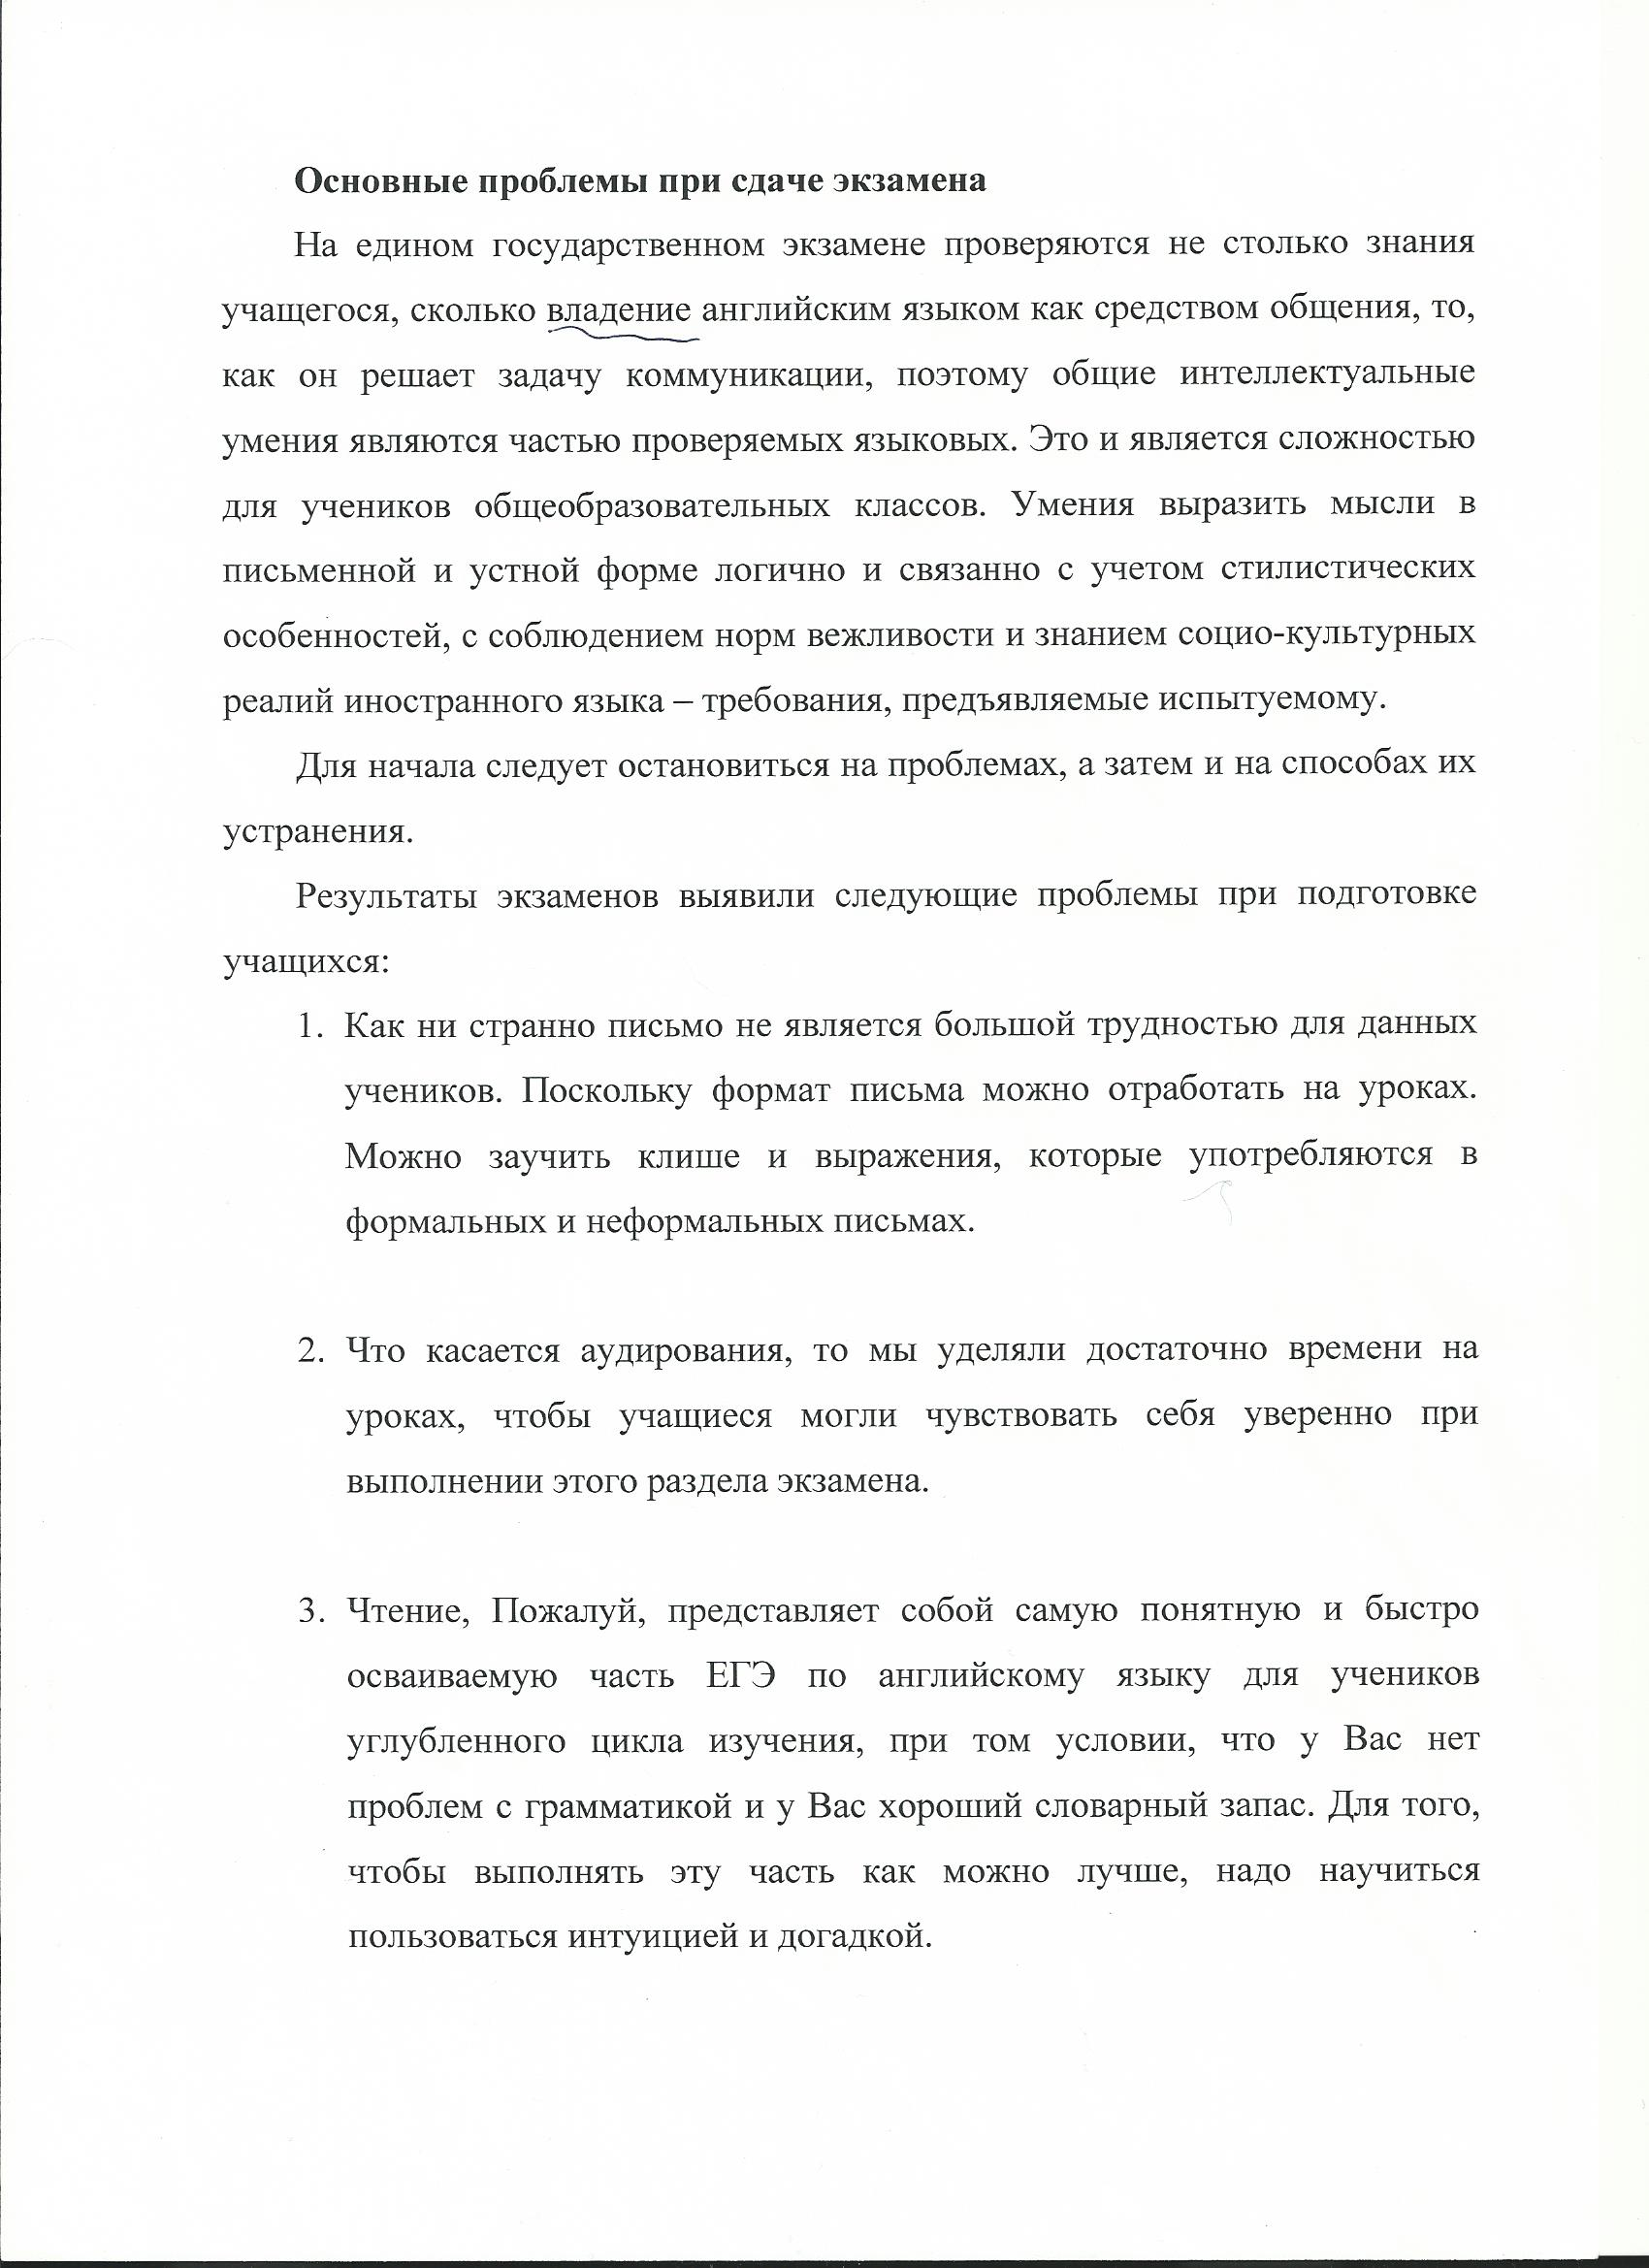 Основные проблемы при сдаче экзамена
На едином государственном экзамене проверяются не столько знания
учащегося, сколько владение английским языком как средством общения, то,
как он решает задачу коммуникации, поэтому общие интеллектуальные
умения являются частью проверяемых языковых. Это и является сложностью
для учеников общеобразовательных классов. Умения выразить мысли в
письменной и устной форме логично и связанно с учетом стилистических
особенностей, с соблюдением норм вежливости и знанием социо-культурных
реалий иностранного языка – требования, предъявляемые испытуемому.
Для начала следует остановиться на проблемах, а затем и на способах их
устранения.
Результаты экзаменов выявили следующие проблемы при подготовке
учащихся:
1. Как ни странно письмо не является большой трудностью для данных
учеников. Поскольку формат письма можно отработать на уроках.
Можно заучить клише и выражения, которые употребляются в
формальных и неформальных письмах.
2. Что касается аудирования, то мы уделяли достаточно времени на
уроках, чтобы учащиеся могли чувствовать себя уверенно при
выполнении этого раздела экзамена.
3. Чтение, Пожалуй, представляет собой самую понятную и быстро
осваиваемую часть ЕГЭ по английскому языку для учеников
углубленного цикла изучения, при том условии, что у Вас нет
проблем с грамматикой и у Вас хороший словарный запас. Для того,
чтобы выполнять эту часть как можно лучше, надо научиться
пользоваться интуицией и догадкой.